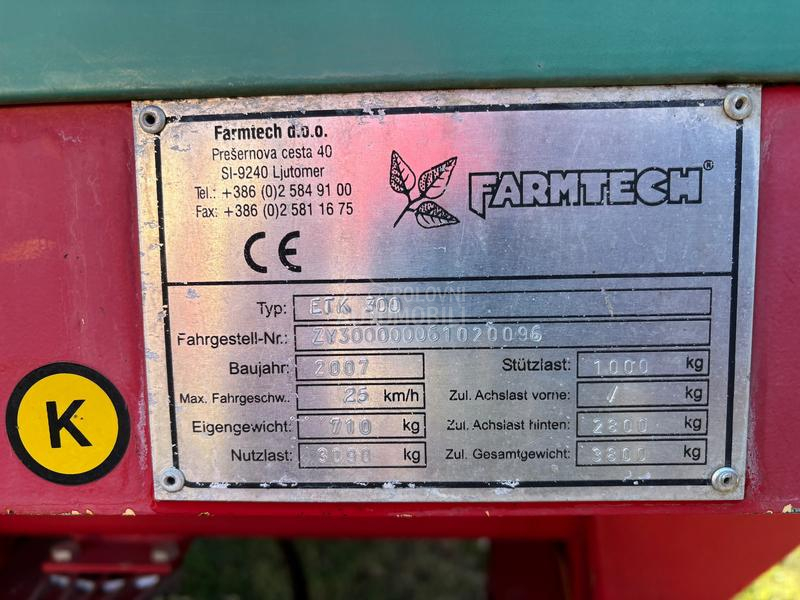 Farmtech d.o.o.
Prešernova cesta 40
SI-9240 Ljutomer
Tel.: +386 (0)2 584 91 00
Fax: +386 (0)2 581 16 75
CE
FARMTECH®
Typ: ETK 300
Fahrgestell-Nr.: ZY300000061020096
Baujahr: 2007
Max. Fahrgeschw.. 25 km/h
Eigengewicht: 710 kg
Nutzlast: 3090 kg
Stützlast: 1000 kg
Zul. Achslast vorne: /
Zul. Achslast hinten: 2800 kg
Zul. Gesamtgewicht: 3800 kg
K